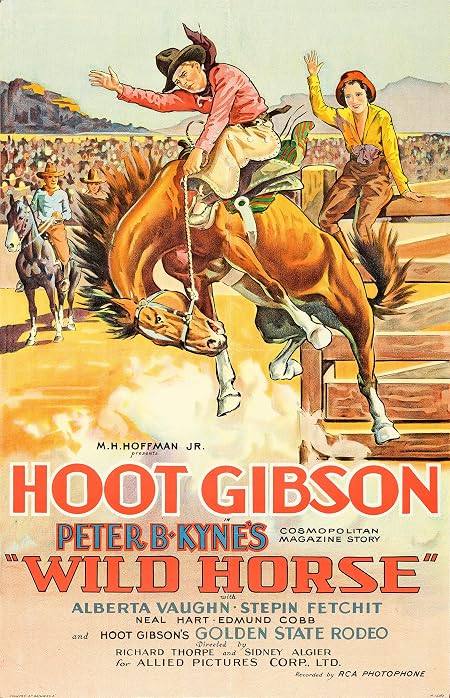 M.H.HOFFMAN JR.
presents
HOOT GIBSON
in
PETER B·KYNE'S COSMOPOLITAN MAGAZINE STORY
"WILD HORSE"
with
ALBERTA VAUGHN · STEPIN FETCHIT
NEAL HART · EDMUND COBB
and HOOT GIBSON'S GOLDEN STATE RODEO
Directed by
RICHARD THORPE and SIDNEY ALGIER
for ALLIED PICTURES CORP., LTD.
Recorded by RCA PHOTOPHONE